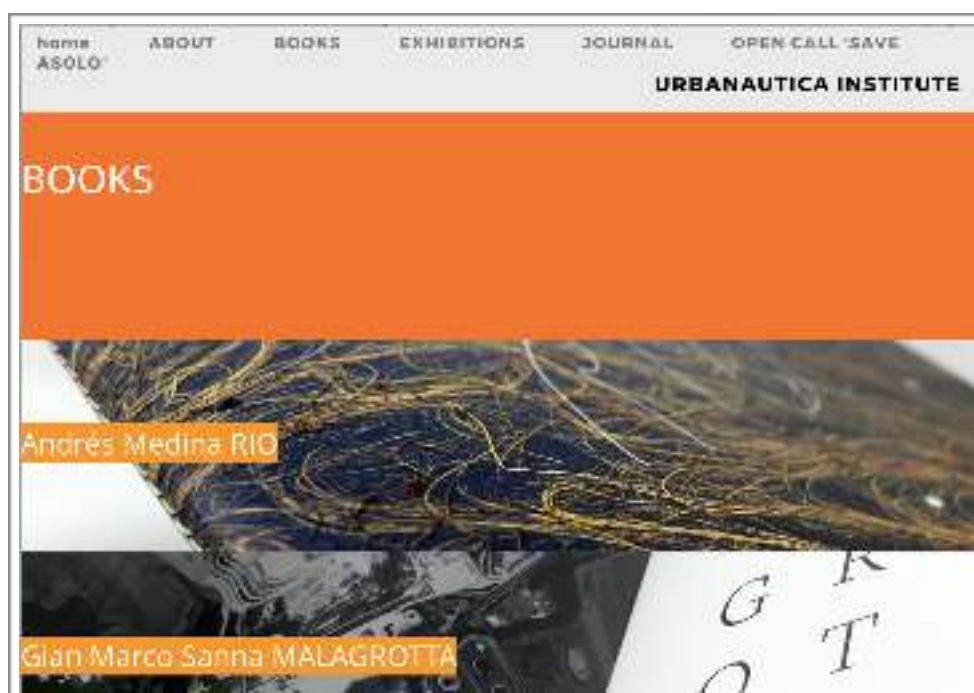 home ABOUT BOOKS EXHIBITIONS JOURNAL OPEN CALL 'SAVE
ASOLO'
URBANAUTICA INSTITUTE
BOOKS
Andrés Medina RIO
Gian Marco Sanna MALAGROTTA
G R
O T